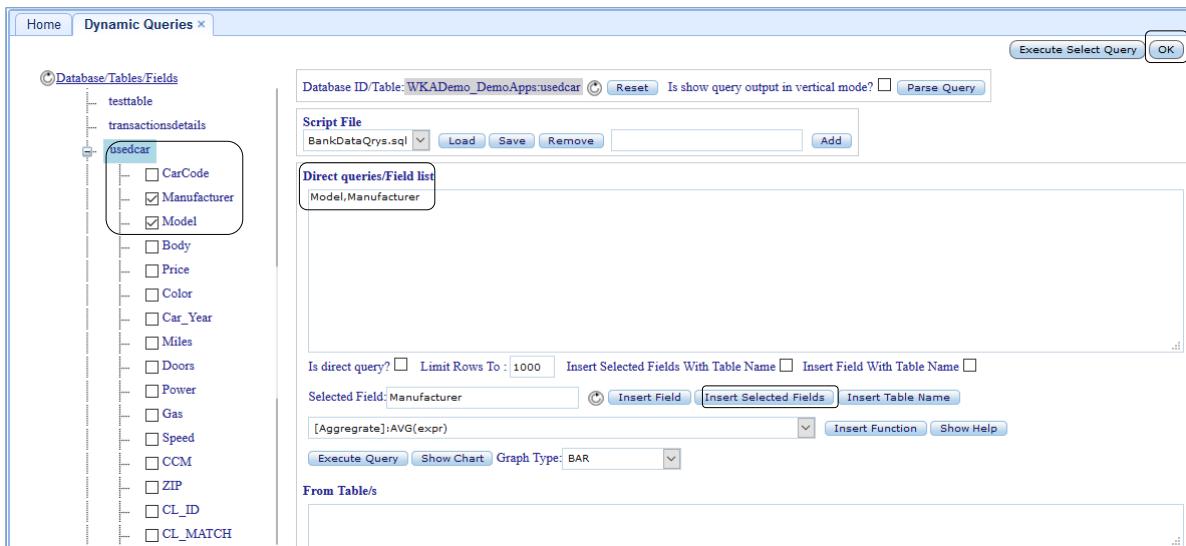 Home Dynamic Queries ×
Execute Select Query OK
Database/Tables/Fields
testtable
transactionsdetails
usedcar
CarCode
Manufacturer
Model
Body
Price
Color
Car_Year
Miles
Doors
Power
Gas
Speed
CCM
ZIP
CL_ID
CL_MATCH
Database ID/Table: WKADemo_DemoApps:usedcar Reset Is show query output in vertical mode? Parse Query
Script File
BankDataQrys.sql Load Save Remove Add
Direct queries/Field list
Model,Manufacturer
Is direct query? Limit Rows To : 1000 Insert Selected Fields With Table Name Insert Field With Table Name
Selected Field: Manufacturer Insert Field Insert Selected Fields Insert Table Name
[Aggregrate]:AVG(expr) Insert Function Show Help
Execute Query Show Chart Graph Type: BAR
From Table/s